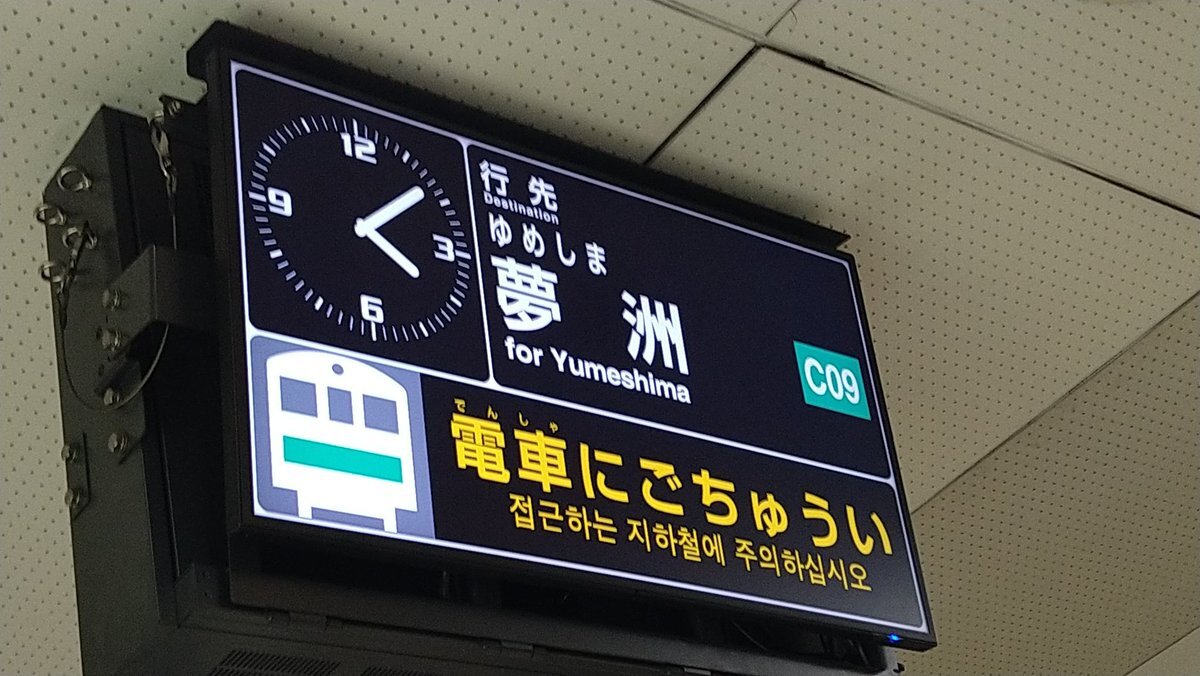 12
3
6
9
行先
Destination
ゆめしま
夢洲
for Yumeshima
C09
でんしゃ
電車にごちゅうい
접근하는 지하철에 주의하십시오